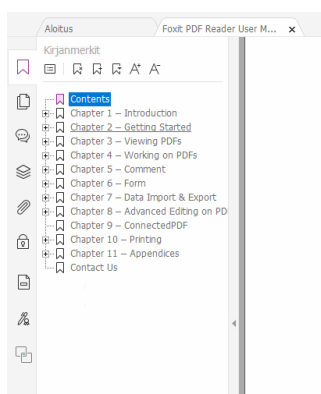 Aloitus
Foxit PDF Reader User M... ×
Kirjanmerkit
Contents
Chapter 1 – Introduction
Chapter 2 – Getting Started
Chapter 3 – Viewing PDFs
Chapter 4 – Working on PDFs
Chapter 5 – Comment
Chapter 6 – Form
Chapter 7 – Data Import & Export
Chapter 8 – Advanced Editing on PD
Chapter 9 – ConnectedPDF
Chapter 10 – Printing
Chapter 11 – Appendices
Contact Us